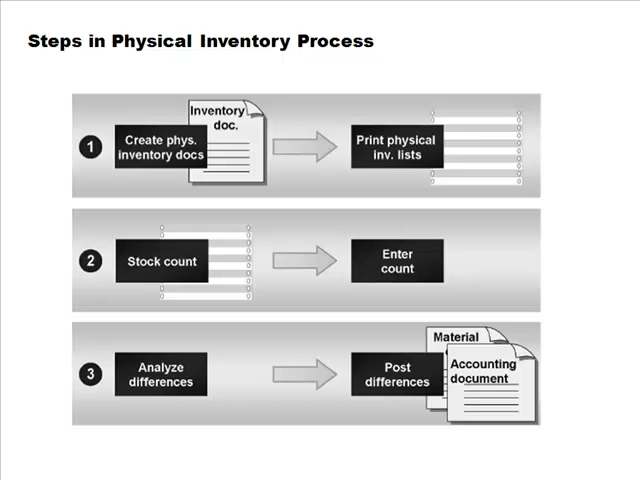 Steps in Physical Inventory Process
1
Create phys.
inventory docs
Inventory
doc.
Print physical
inv. lists
2
Stock count
Enter
count
3
Analyze
differences
Post
differences
Material
Accounting
document